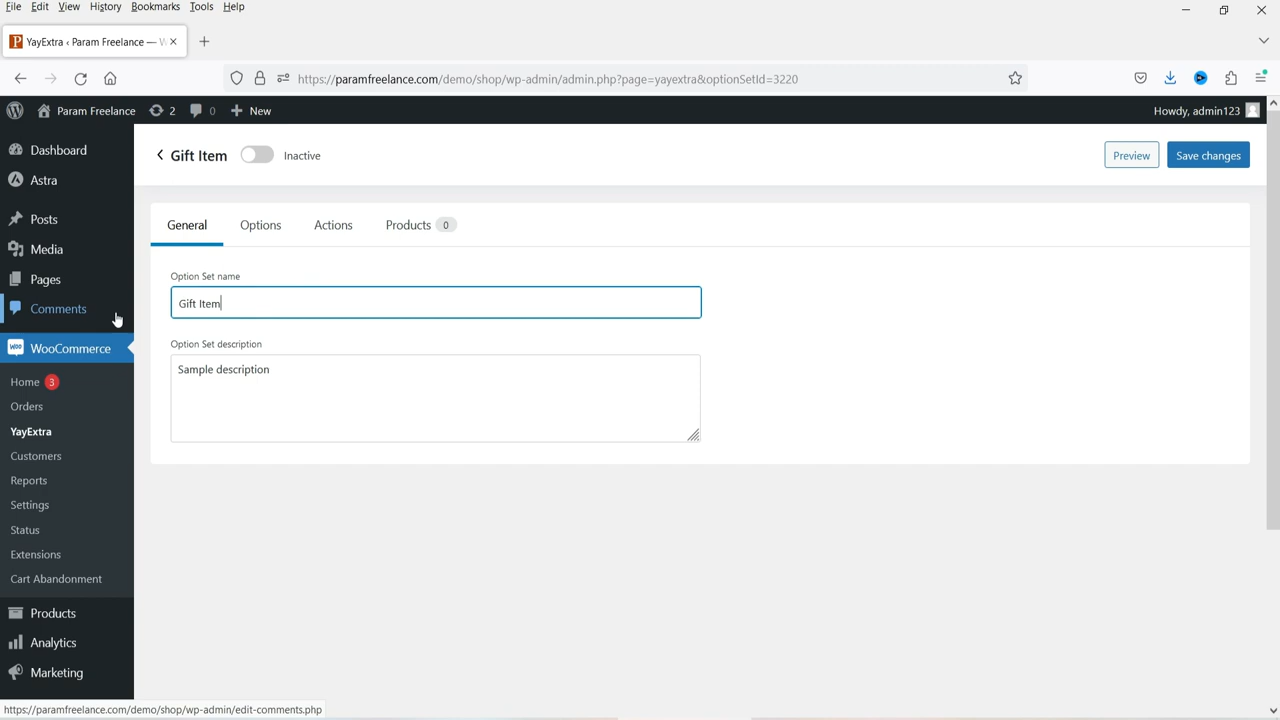 File Edit View History Bookmarks Tools Help
YayExtra ‹ Param Freelance — W
https://paramfreelance.com/demo/shop/wp-admin/admin.php?page=yayextra&optionSetId=3220
Param Freelance 2 0 New Howdy, admin123
Dashboard
Astra
Posts
Media
Pages
Comments
WooCommerce
Home 3
Orders
YayExtra
Customers
Reports
Settings
Status
Extensions
Cart Abandonment
Products
Analytics
Marketing
Gift Item Inactive Preview Save changes
General Options Actions Products 0
Option Set name
Gift Item
Option Set description
Sample description
https://paramfreelance.com/demo/shop/wp-admin/edit-comments.php